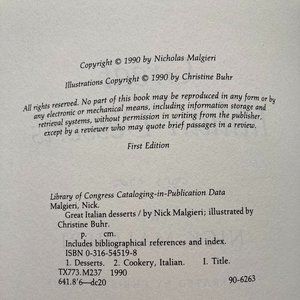 Copyright © 1990 by Nicholas Malgieri
Illustrations Copyright © 1990 by Christine Buhr
All rights reserved. No part of this book may be reproduced in any form or by
any electronic or mechanical means, including information storage and
retrieval systems, without permission in writing from the publisher,
except by a reviewer who may quote brief passages in a review.
First Edition
Library of Congress Cataloging-in-Publication Data
Malgieri, Nick.
Great Italian desserts / by Nick Malgieri; illustrated by
Christine Buhr.
p. cm.
Includes bibliographical references and index.
ISBN 0-316-54519-8
1. Desserts. 2. Cookery, Italian. I. Title.
TX773.M237 1990
641.8'6—dc20 90-6263